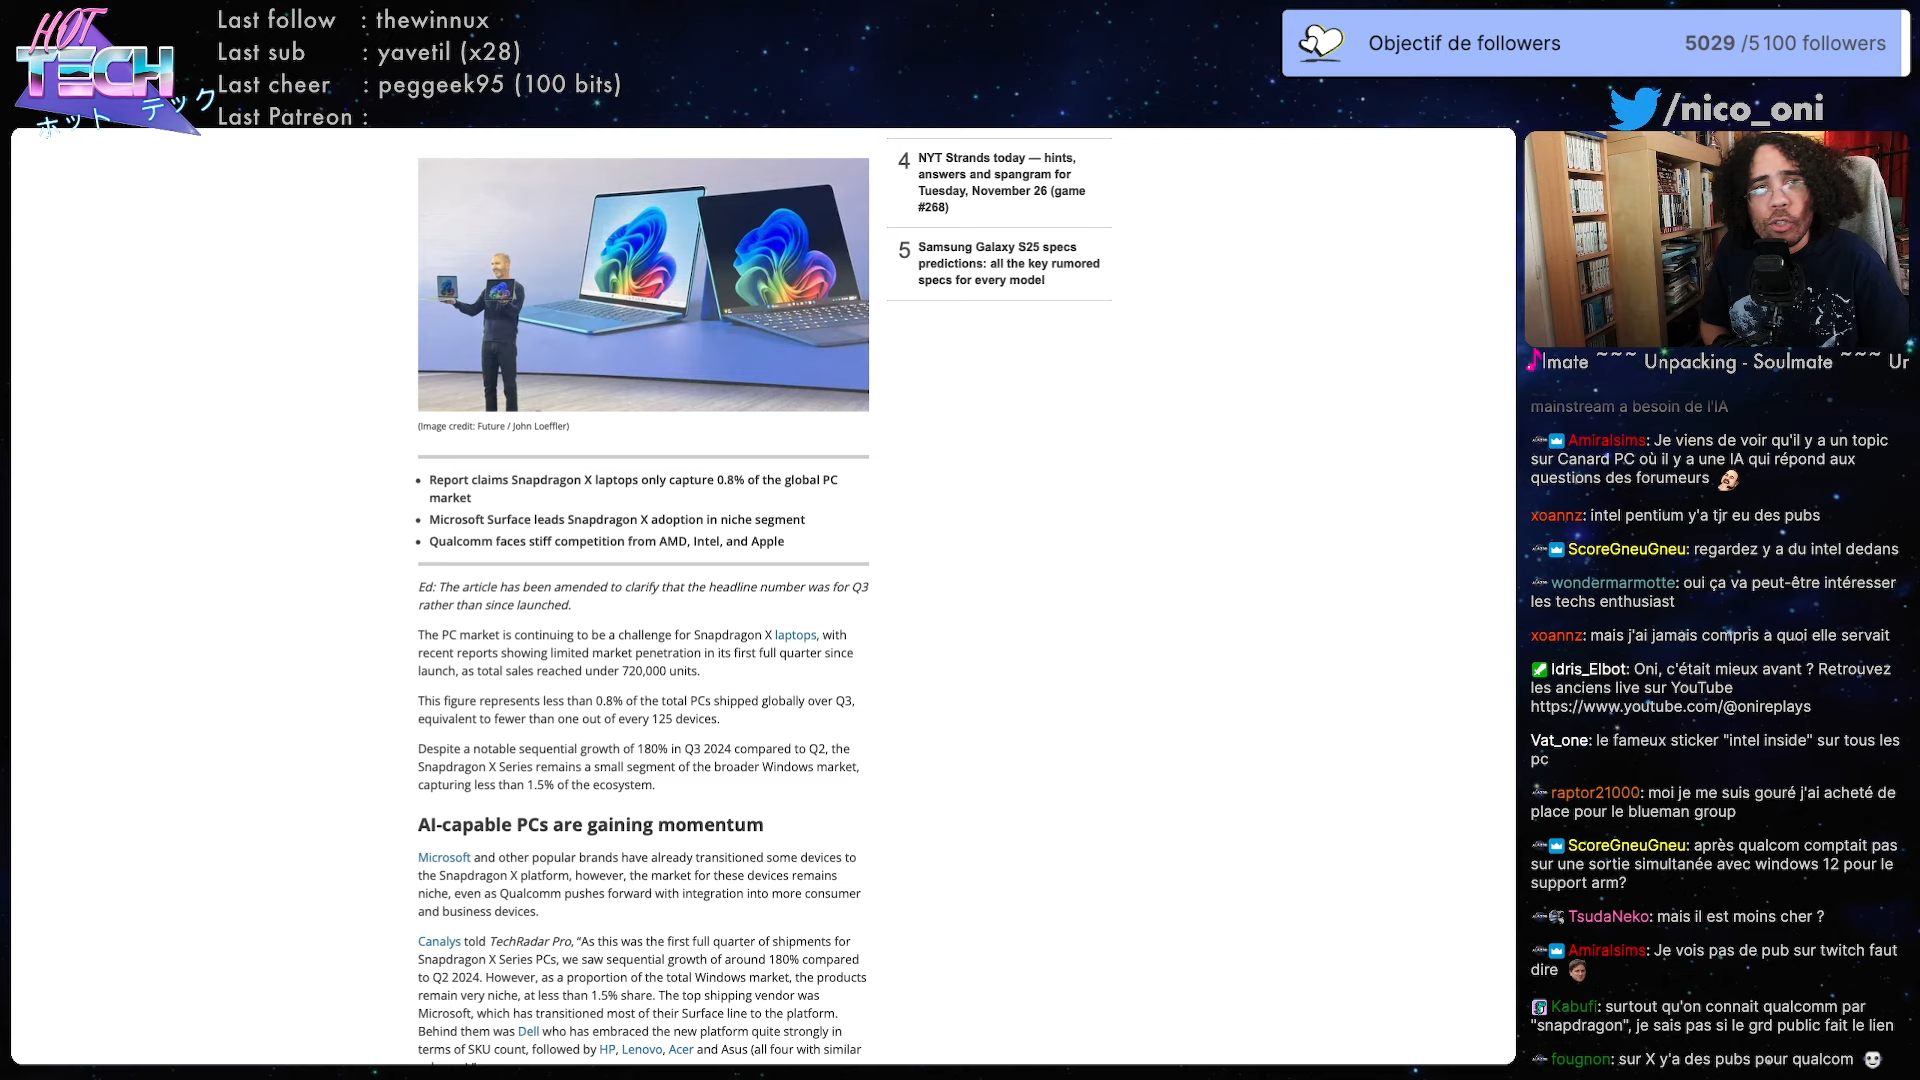 HOT
TECH
ホット テック
Last follow : thewinnux
Last sub : yavetil (x28)
Last cheer : peggeek95 (100 bits)
Last Patreon :
Objectif de followers 5029 /5 100 followers
/nico_oni
4 NYT Strands today — hints,
answers and spangram for
Tuesday, November 26 (game
#268)
5 Samsung Galaxy S25 specs
predictions: all the key rumored
specs for every model
(Image credit: Future / John Loeffler)
• Report claims Snapdragon X laptops only capture 0.8% of the global PC
market
• Microsoft Surface leads Snapdragon X adoption in niche segment
• Qualcomm faces stiff competition from AMD, Intel, and Apple
Ed: The article has been amended to clarify that the headline number was for Q3
rather than since launched.
The PC market is continuing to be a challenge for Snapdragon X laptops, with
recent reports showing limited market penetration in its first full quarter since
launch, as total sales reached under 720,000 units.
This figure represents less than 0.8% of the total PCs shipped globally over Q3,
equivalent to fewer than one out of every 125 devices.
Despite a notable sequential growth of 180% in Q3 2024 compared to Q2, the
Snapdragon X Series remains a small segment of the broader Windows market,
capturing less than 1.5% of the ecosystem.
AI-capable PCs are gaining momentum
Microsoft and other popular brands have already transitioned some devices to
the Snapdragon X platform, however, the market for these devices remains
niche, even as Qualcomm pushes forward with integration into more consumer
and business devices.
Canalys told TechRadar Pro, “As this was the first full quarter of shipments for
Snapdragon X Series PCs, we saw sequential growth of around 180% compared
to Q2 2024. However, as a proportion of the total Windows market, the products
remain very niche, at less than 1.5% share. The top shipping vendor was
Microsoft, which has transitioned most of their Surface line to the platform.
Behind them was Dell who has embraced the new platform quite strongly in
terms of SKU count, followed by HP, Lenovo, Acer and Asus (all four with similar
lmate ~~~ Unpacking - Soulmate ~~~ Ur
mainstream a besoin de l'IA
Amiralsims: Je viens de voir qu'il y a un topic
sur Canard PC où il y a une IA qui répond aux
questions des forumeurs
xoannz: intel pentium y'a tjr eu des pubs
ScoreGneuGneu: regardez y a du intel dedans
wondermarmotte: oui ça va peut-être intéresser
les techs enthusiast
xoannz: mais j'ai jamais compris a quoi elle servait
Idris_Elbot: Oni, c'était mieux avant ? Retrouvez
les anciens live sur YouTube
https://www.youtube.com/@onireplays
Vat_one: le fameux sticker "intel inside" sur tous les
pc
raptor21000: moi je me suis gouré j'ai acheté de
place pour le blueman group
ScoreGneuGneu: après qualcom comptait pas
sur une sortie simultanée avec windows 12 pour le
support arm?
TsudaNeko: mais il est moins cher ?
Amiralsims: Je vois pas de pub sur twitch faut
dire
Kabufi: surtout qu'on connait qualcomm par
"snapdragon", je sais pas si le grd public fait le lien
fougnon: sur X y'a des pubs pour qualcom